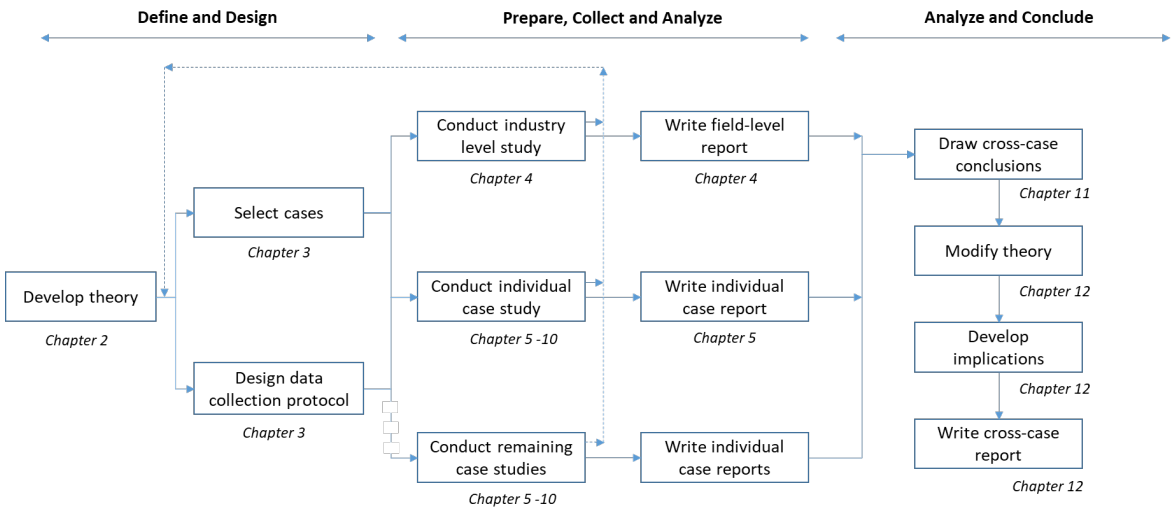 Define and Design
Prepare, Collect and Analyze
Analyze and Conclude
Develop theory
Chapter 2
Select cases
Chapter 3
Design data
collection protocol
Chapter 3
Conduct industry
level study
Chapter 4
Write field-level
report
Chapter 4
Conduct individual
case study
Chapter 5 -10
Write individual
case report
Chapter 5
Conduct remaining
case studies
Chapter 5 -10
Write individual
case reports
Draw cross-case
conclusions
Chapter 11
Modify theory
Chapter 12
Develop
implications
Chapter 12
Write cross-case
report
Chapter 12